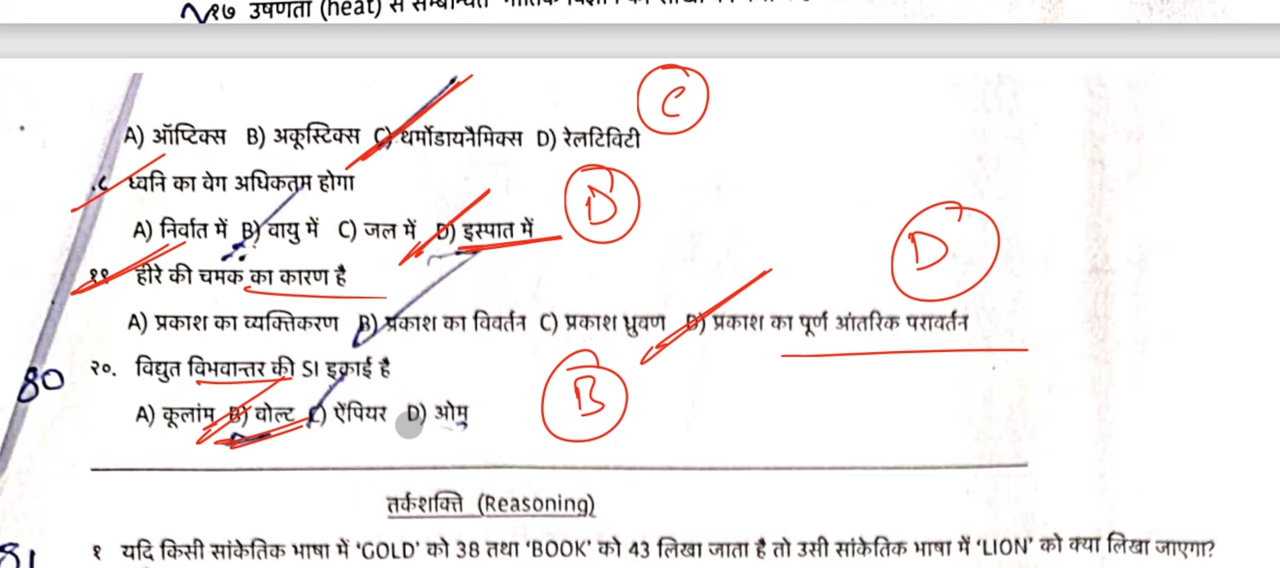 १७ उषणता (heat) से सम्बन्धित
C
A) ऑप्टिक्स B) अकूस्टिक्स C) थर्मोडायनैमिक्स D) रेलटिविटी
.८ ध्वनि का वेग अधिकतम होगा
A) निर्वात में B) वायु में C) जल में D) इस्पात में
D
१९ हीरे की चमक का कारण है
D
A) प्रकाश का व्यक्तिकरण B) प्रकाश का विवर्तन C) प्रकाश ध्रुवण D) प्रकाश का पूर्ण आंतरिक परावर्तन
80
२०. विद्युत विभवान्तर की SI इकाई है
A) कूलांम B) वोल्ट C) ऐंपियर D) ओम
B
तर्कशक्ति (Reasoning)
81
१ यदि किसी सांकेतिक भाषा में ‘GOLD’ को 38 तथा ‘BOOK’ को 43 लिखा जाता है तो उसी सांकेतिक भाषा में ‘LION’ को क्या लिखा जाएगा?